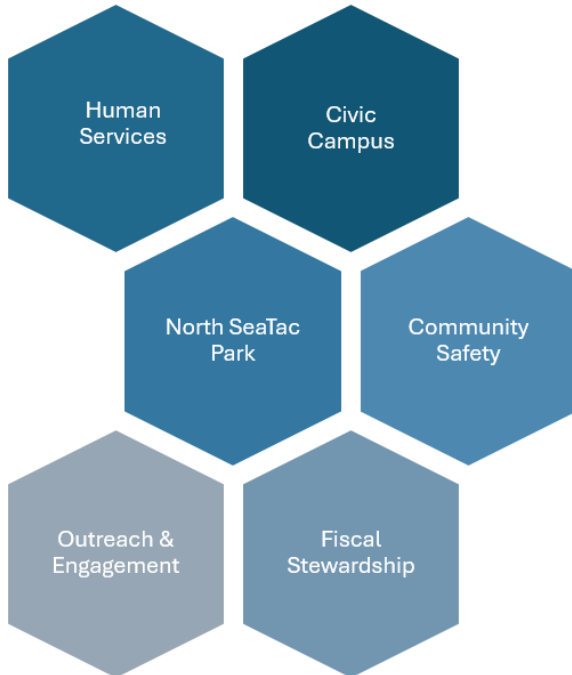 Human
Services
Civic
Campus
North SeaTac
Park
Community
Safety
Outreach &
Engagement
Fiscal
Stewardship